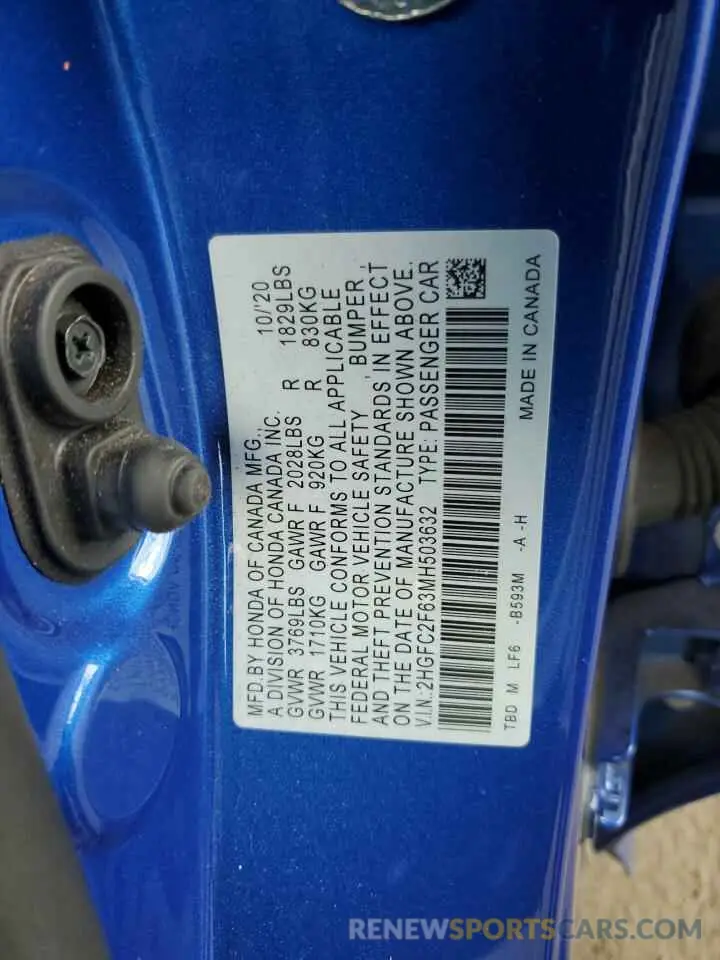 MFD.BY HONDA OF CANADA MFG., 10/'20
A DIVISION OF HONDA CANADA INC.
GVWR 3769LBS GAWR F 2028LBS R 1829LBS
GVWR 1710KG GAWR F 920KG R 830KG
THIS VEHICLE CONFORMS TO ALL APPLICABLE
FEDERAL MOTOR VEHICLE SAFETY , BUMPER ,
AND THEFT PREVENTION STANDARDS IN EFFECT
ON THE DATE OF MANUFACTURE SHOWN ABOVE.
V.I.N.:2HGFC2F63MH503632 TYPE: PASSENGER CAR
TBD M LF6 -B593M -A -H MADE IN CANADA
RENEWSPORTSCARS.COM